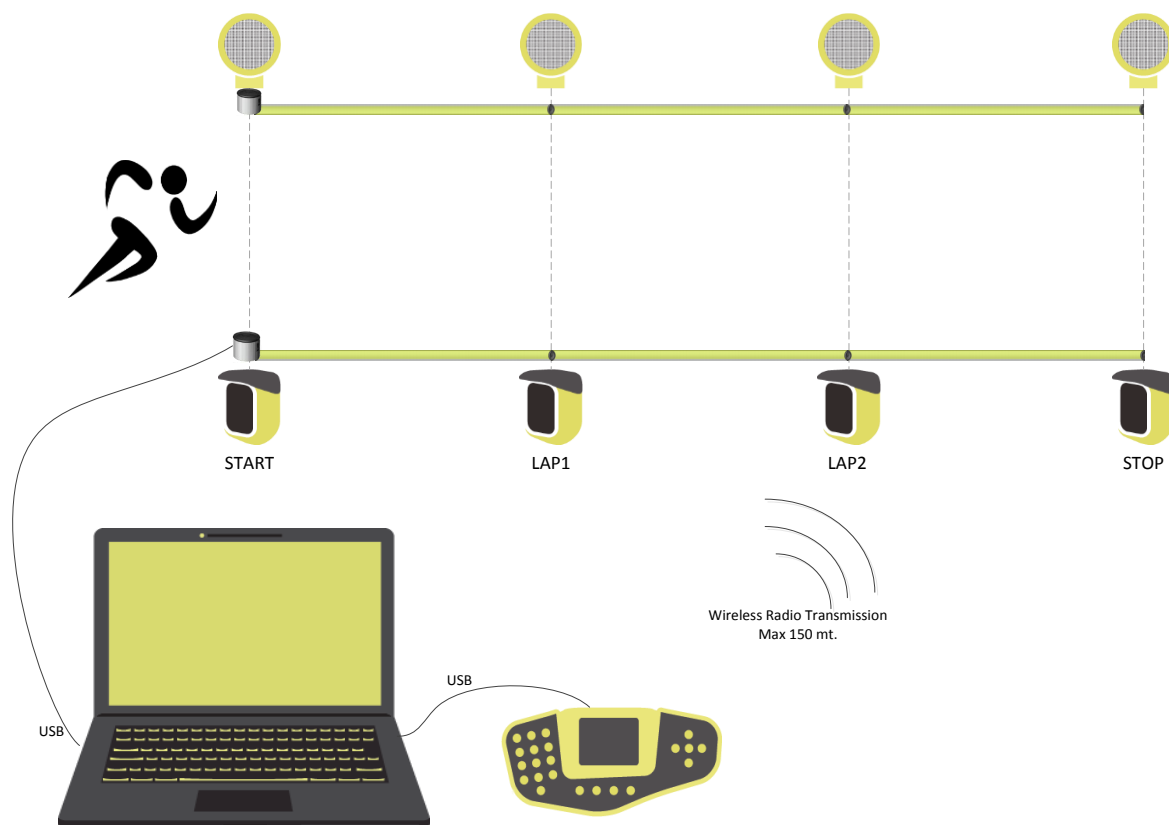 START
LAP1
LAP2
STOP
Wireless Radio Transmission
Max 150 mt.
USB
USB